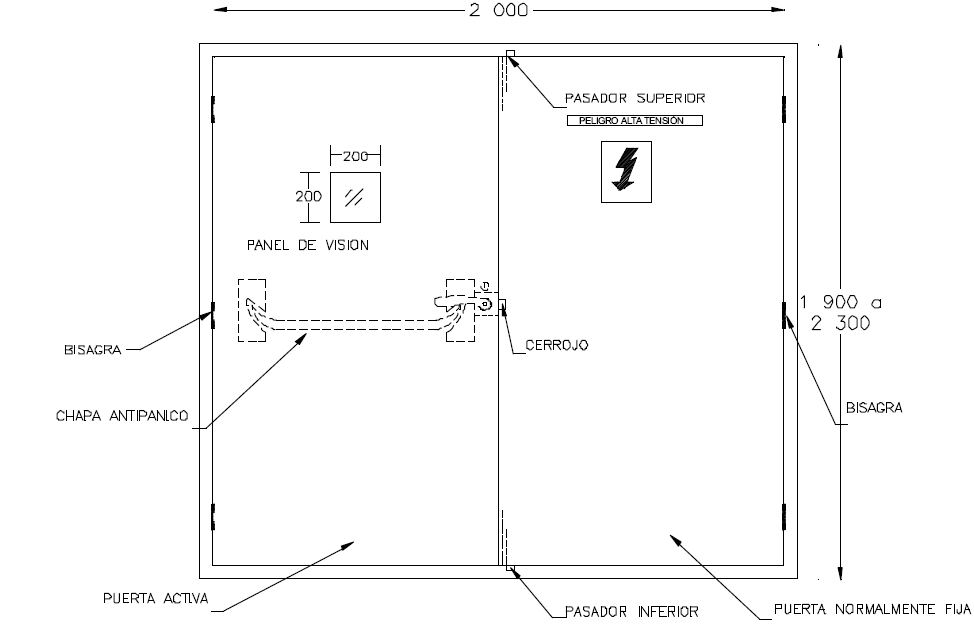 2 000
PASADOR SUPERIOR
PELIGRO ALTA TENSIÓN
200
200
PANEL DE VISION
1 900 a
2 300
CERROJO
BISAGRA
BISAGRA
CHAPA ANTIPANICO
PUERTA ACTIVA
PASADOR INFERIOR
PUERTA NORMALMENTE FIJA